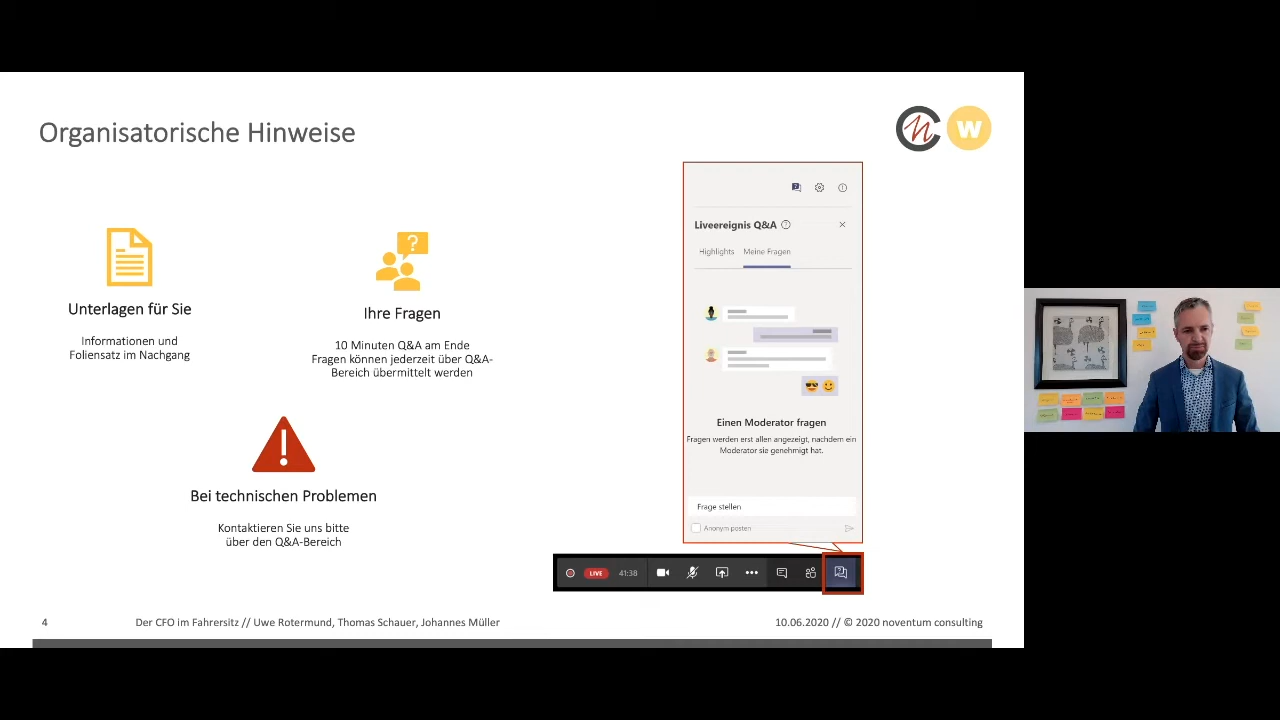 Organisatorische Hinweise
W
Unterlagen für Sie
Informationen und
Foliensatz im Nachgang
Ihre Fragen
10 Minuten Q&A am Ende
Fragen können jederzeit über Q&A-
Bereich übermittelt werden
Bei technischen Problemen
Kontaktieren Sie uns bitte
über den Q&A-Bereich
Liveereignis Q&A
Highlights Meine Fragen
Einen Moderator fragen
Fragen werden erst allen angezeigt, nachdem ein
Moderator sie genehmigt hat.
Frage stellen
Anonym posten
LIVE 41:38
4 Der CFO im Fahrersitz // Uwe Rotermund, Thomas Schauer, Johannes Müller 10.06.2020 // © 2020 noventum consulting